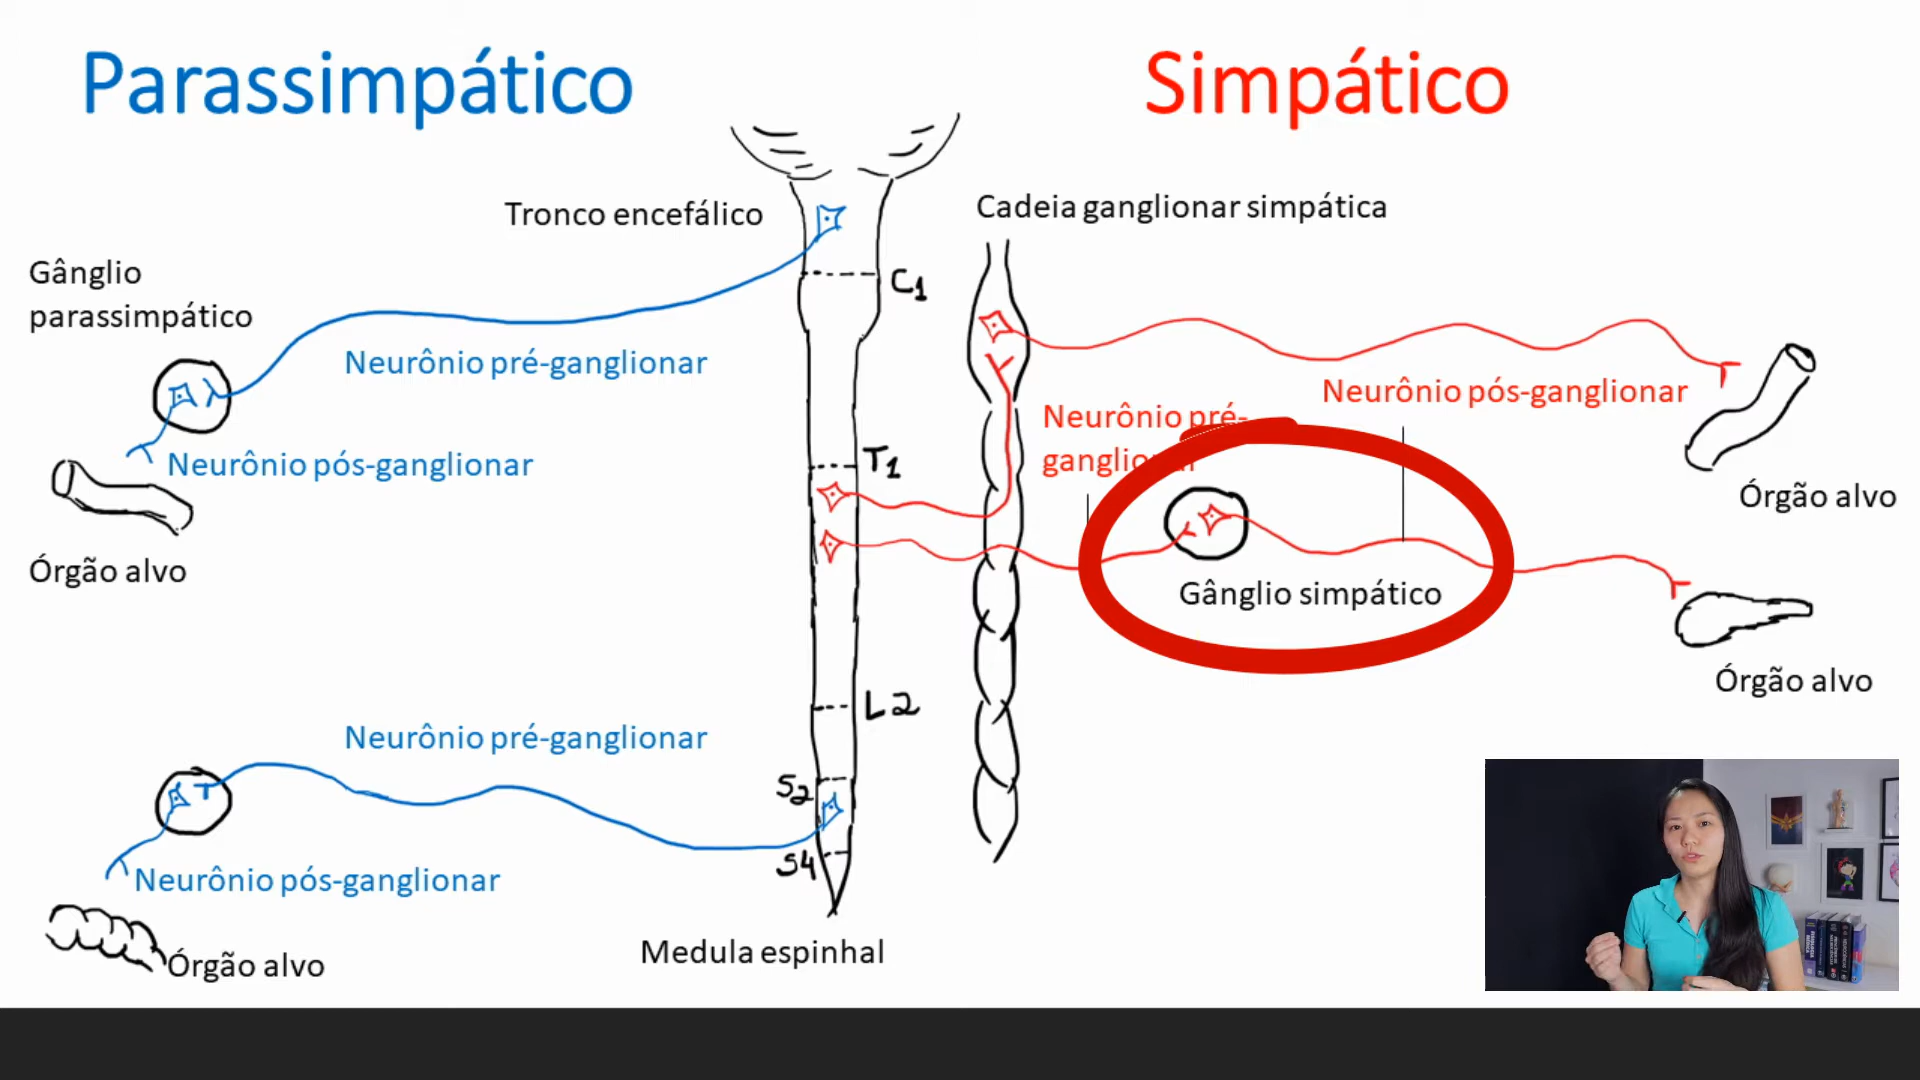 Parassimpático
Simpático
Tronco encefálico
Cadeia ganglionar simpática
Gânglio
parassimpático
C1
Neurônio pré-ganglionar
Neurônio pós-ganglionar
Neurônio pré-
ganglionar
T1
Neurônio pós-ganglionar
Órgão alvo
Órgão alvo
Gânglio simpático
Órgão alvo
L2
Neurônio pré-ganglionar
S2
S4
Neurônio pós-ganglionar
Medula espinhal
Órgão alvo